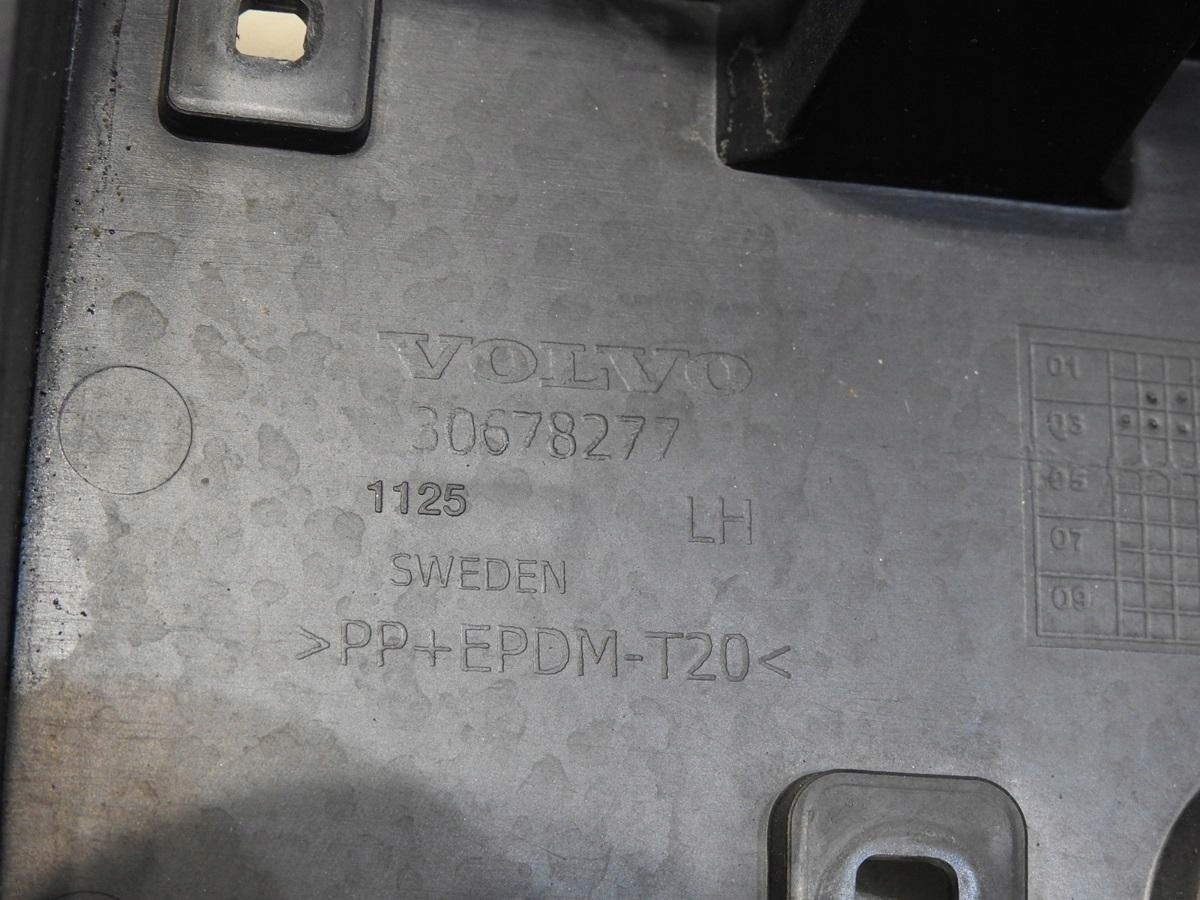 VOLVO
30678277
1125
LH
SWEDEN
>PP+EPDM-T20<
01
03
05
07
09